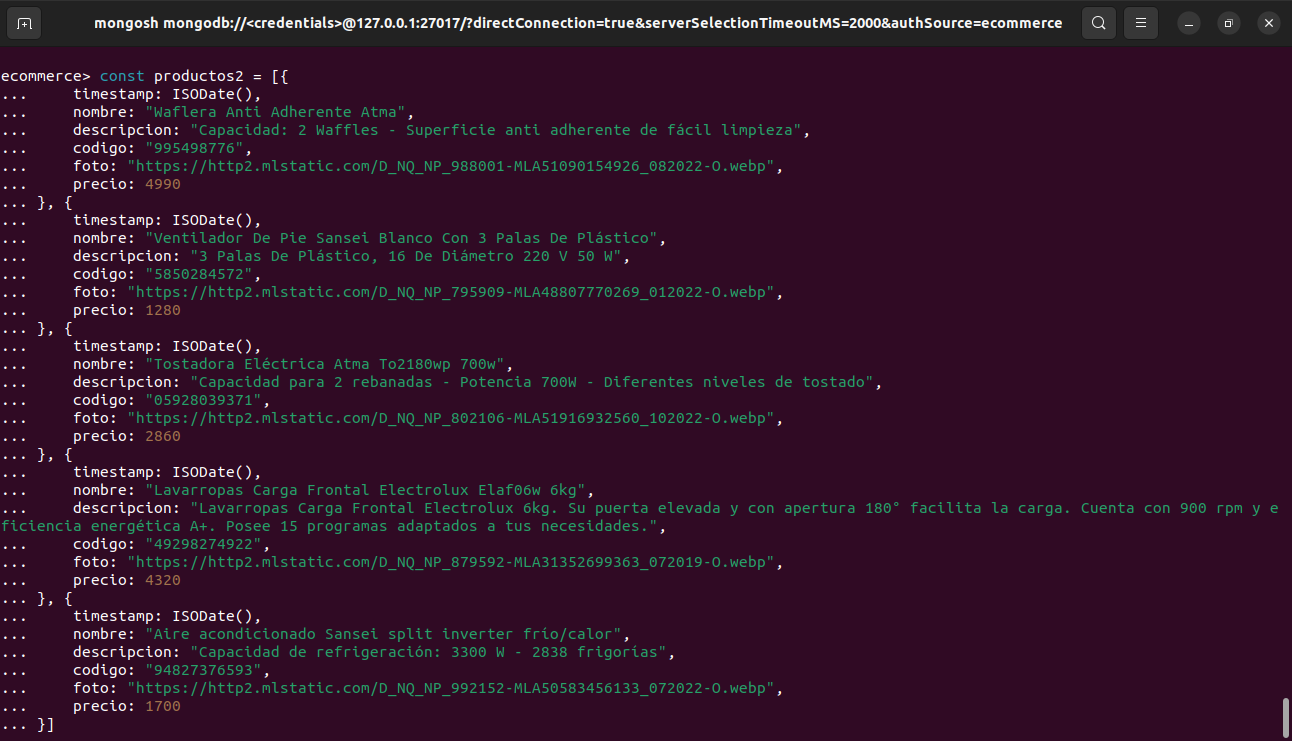 mongosh mongodb://<credentials>@127.0.0.1:27017/?directConnection=true&serverSelectionTimeoutMS=2000&authSource=ecommerce
ecommerce> const productos2 = [{
...     timestamp: ISODate(),
...     nombre: "Waflera Anti Adherente Atma",
...     descripcion: "Capacidad: 2 Waffles - Superficie anti adherente de fácil limpieza",
...     codigo: "995498776",
...     foto: "https://http2.mlstatic.com/D_NQ_NP_988001-MLA51090154926_082022-O.webp",
...     precio: 4990
... }, {
...     timestamp: ISODate(),
...     nombre: "Ventilador De Pie Sansei Blanco Con 3 Palas De Plástico",
...     descripcion: "3 Palas De Plástico, 16 De Diámetro 220 V 50 W",
...     codigo: "5850284572",
...     foto: "https://http2.mlstatic.com/D_NQ_NP_795909-MLA48807770269_012022-O.webp",
...     precio: 1280
... }, {
...     timestamp: ISODate(),
...     nombre: "Tostadora Eléctrica Atma To2180wp 700w",
...     descripcion: "Capacidad para 2 rebanadas - Potencia 700W - Diferentes niveles de tostado",
...     codigo: "05928039371",
...     foto: "https://http2.mlstatic.com/D_NQ_NP_802106-MLA51916932560_102022-O.webp",
...     precio: 2860
... }, {
...     timestamp: ISODate(),
...     nombre: "Lavarropas Carga Frontal Electrolux Elaf06w 6kg",
...     descripcion: "Lavarropas Carga Frontal Electrolux 6kg. Su puerta elevada y con apertura 180° facilita la carga. Cuenta con 900 rpm y e
ficiencia energética A+. Posee 15 programas adaptados a tus necesidades.",
...     codigo: "49298274922",
...     foto: "https://http2.mlstatic.com/D_NQ_NP_879592-MLA31352699363_072019-O.webp",
...     precio: 4320
... }, {
...     timestamp: ISODate(),
...     nombre: "Aire acondicionado Sansei split inverter frío/calor",
...     descripcion: "Capacidad de refrigeración: 3300 W - 2838 frigorías",
...     codigo: "94827376593",
...     foto: "https://http2.mlstatic.com/D_NQ_NP_992152-MLA50583456133_072022-O.webp",
...     precio: 1700
... }]